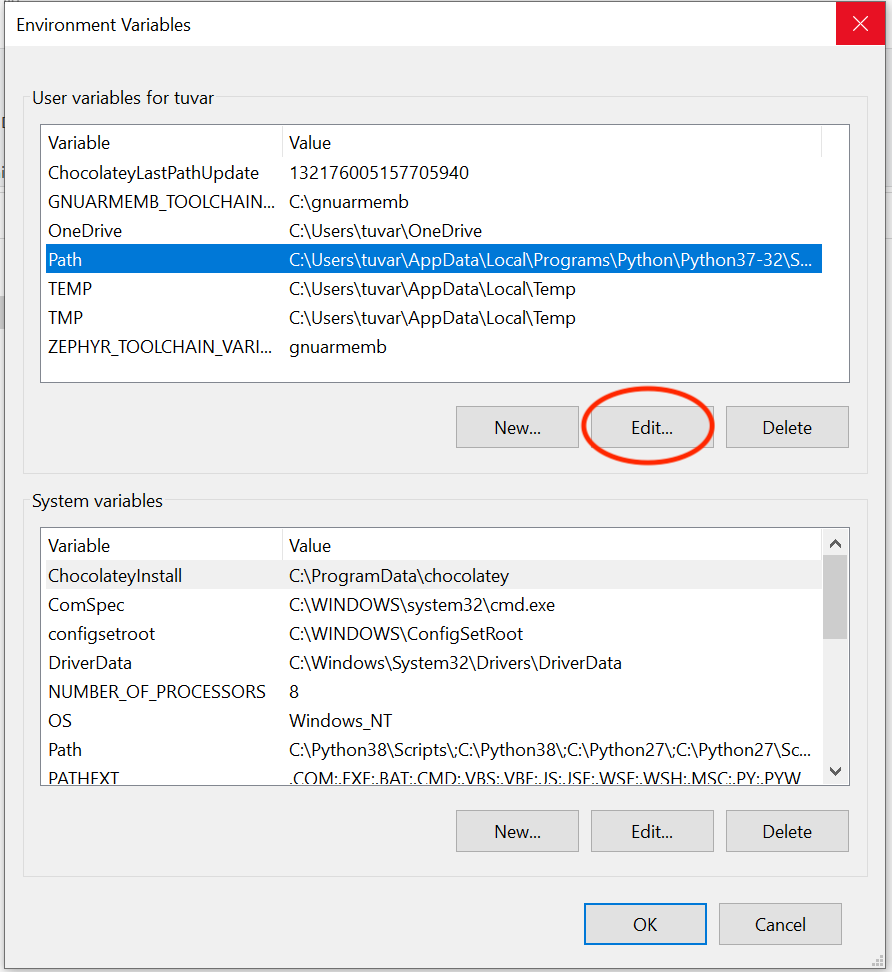 Environment Variables
User variables for tuvar
Variable Value
ChocolateyLastPathUpdate 132176005157705940
GNUARMEMB_TOOLCHAIN... C:\gnuarmemb
OneDrive C:\Users\tuvar\OneDrive
Path C:\Users\tuvar\AppData\Local\Programs\Python\Python37-32\S...
TEMP C:\Users\tuvar\AppData\Local\Temp
TMP C:\Users\tuvar\AppData\Local\Temp
ZEPHYR_TOOLCHAIN_VARI... gnuarmemb
New... Edit... Delete
System variables
Variable Value
ChocolateyInstall C:\ProgramData\chocolatey
ComSpec C:\WINDOWS\system32\cmd.exe
configsetroot C:\WINDOWS\ConfigSetRoot
DriverData C:\Windows\System32\Drivers\DriverData
NUMBER_OF_PROCESSORS 8
OS Windows_NT
Path C:\Python38\Scripts\;C:\Python38\;C:\Python27\;C:\Python27\Sc...
PATHEXT .COM;.EXE;.BAT;.CMD;.VBS;.VBE;.JS;.JSE;.WSF;.WSH;.MSC;.PY;.PYW
New... Edit... Delete
OK Cancel